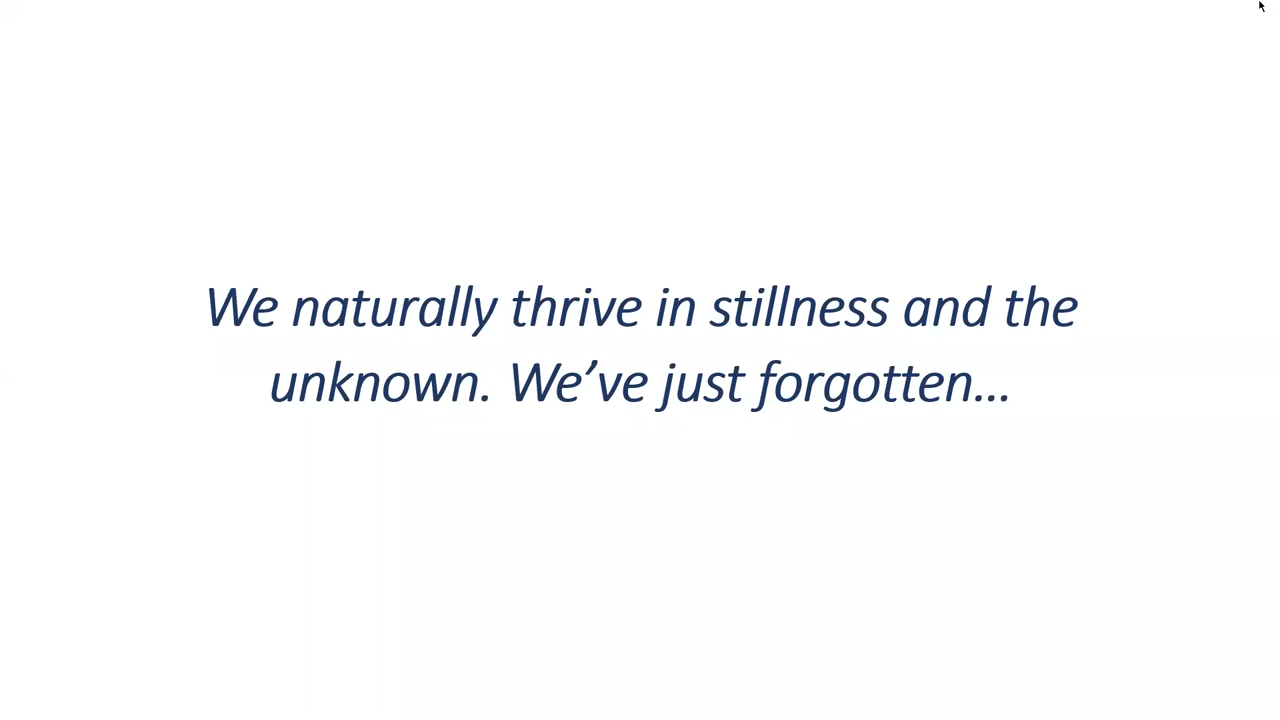 We naturally thrive in stillness and the
unknown. We’ve just forgotten…